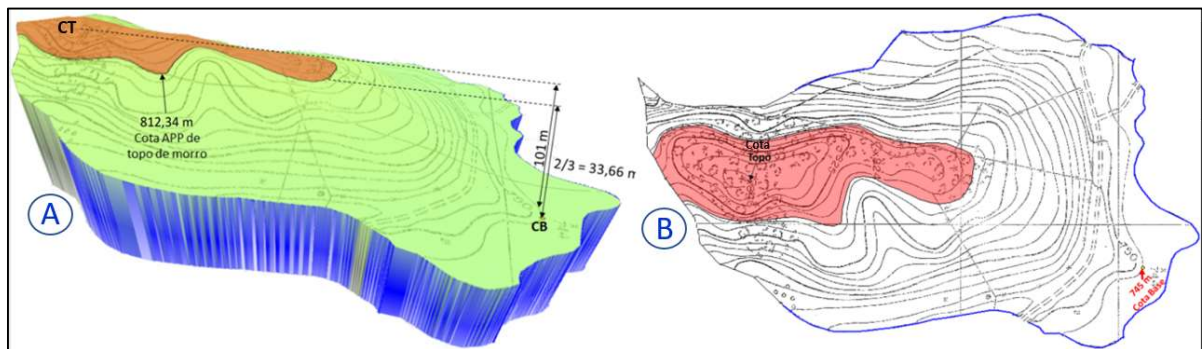 CT
812,34 m
Cota APP de
topo de morro
101 m
2/3 = 33,66 m
CB
A
Cota
Topo
B
750
745 m
Cota Base